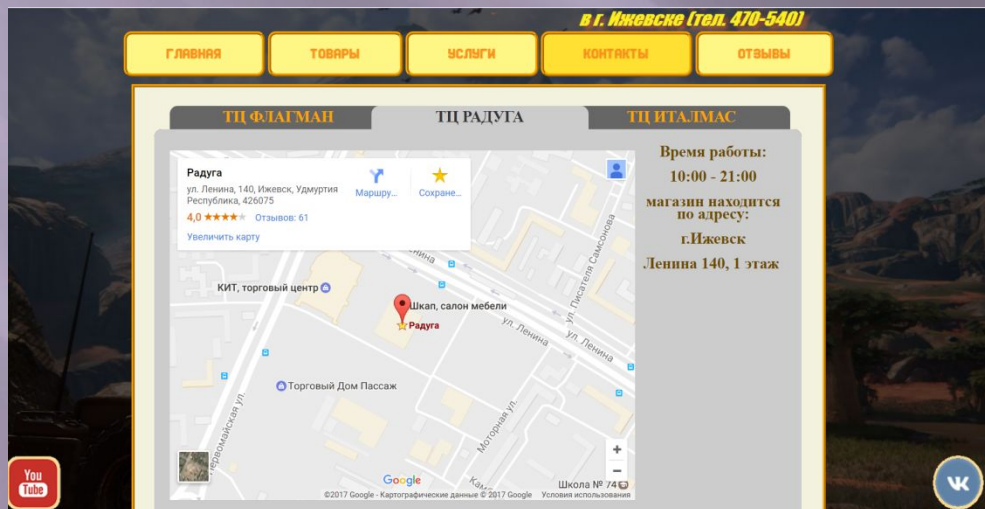 в г. Ижевске (тел. 470-540)
ГЛАВНАЯ
ТОВАРЫ
УСЛУГИ
КОНТАКТЫ
ОТЗЫВЫ
ТЦ ФЛАГМАН
ТЦ РАДУГА
ТЦ ИТАЛМАС
Радуга
ул. Ленина, 140, Ижевск, Удмуртия
Республика, 426075
4,0
Отзывов: 61
Увеличить карту
Маршру...
Сохране...
Время работы:
10:00 - 21:00
магазин находится
по адресу:
г.Ижевск
Ленина 140, 1 этаж
ул. Писателя Самсонова
КИТ, торговый центр
Шкап, салон мебели
Радуга
ул. Ленина
ул. Ленина
Торговый Дом Пассаж
Первомайская ул.
Моторная ул.
Школа № 74
Google
©2017 Google - Картографические данные © 2017 Google
Условия использования
You
Tube